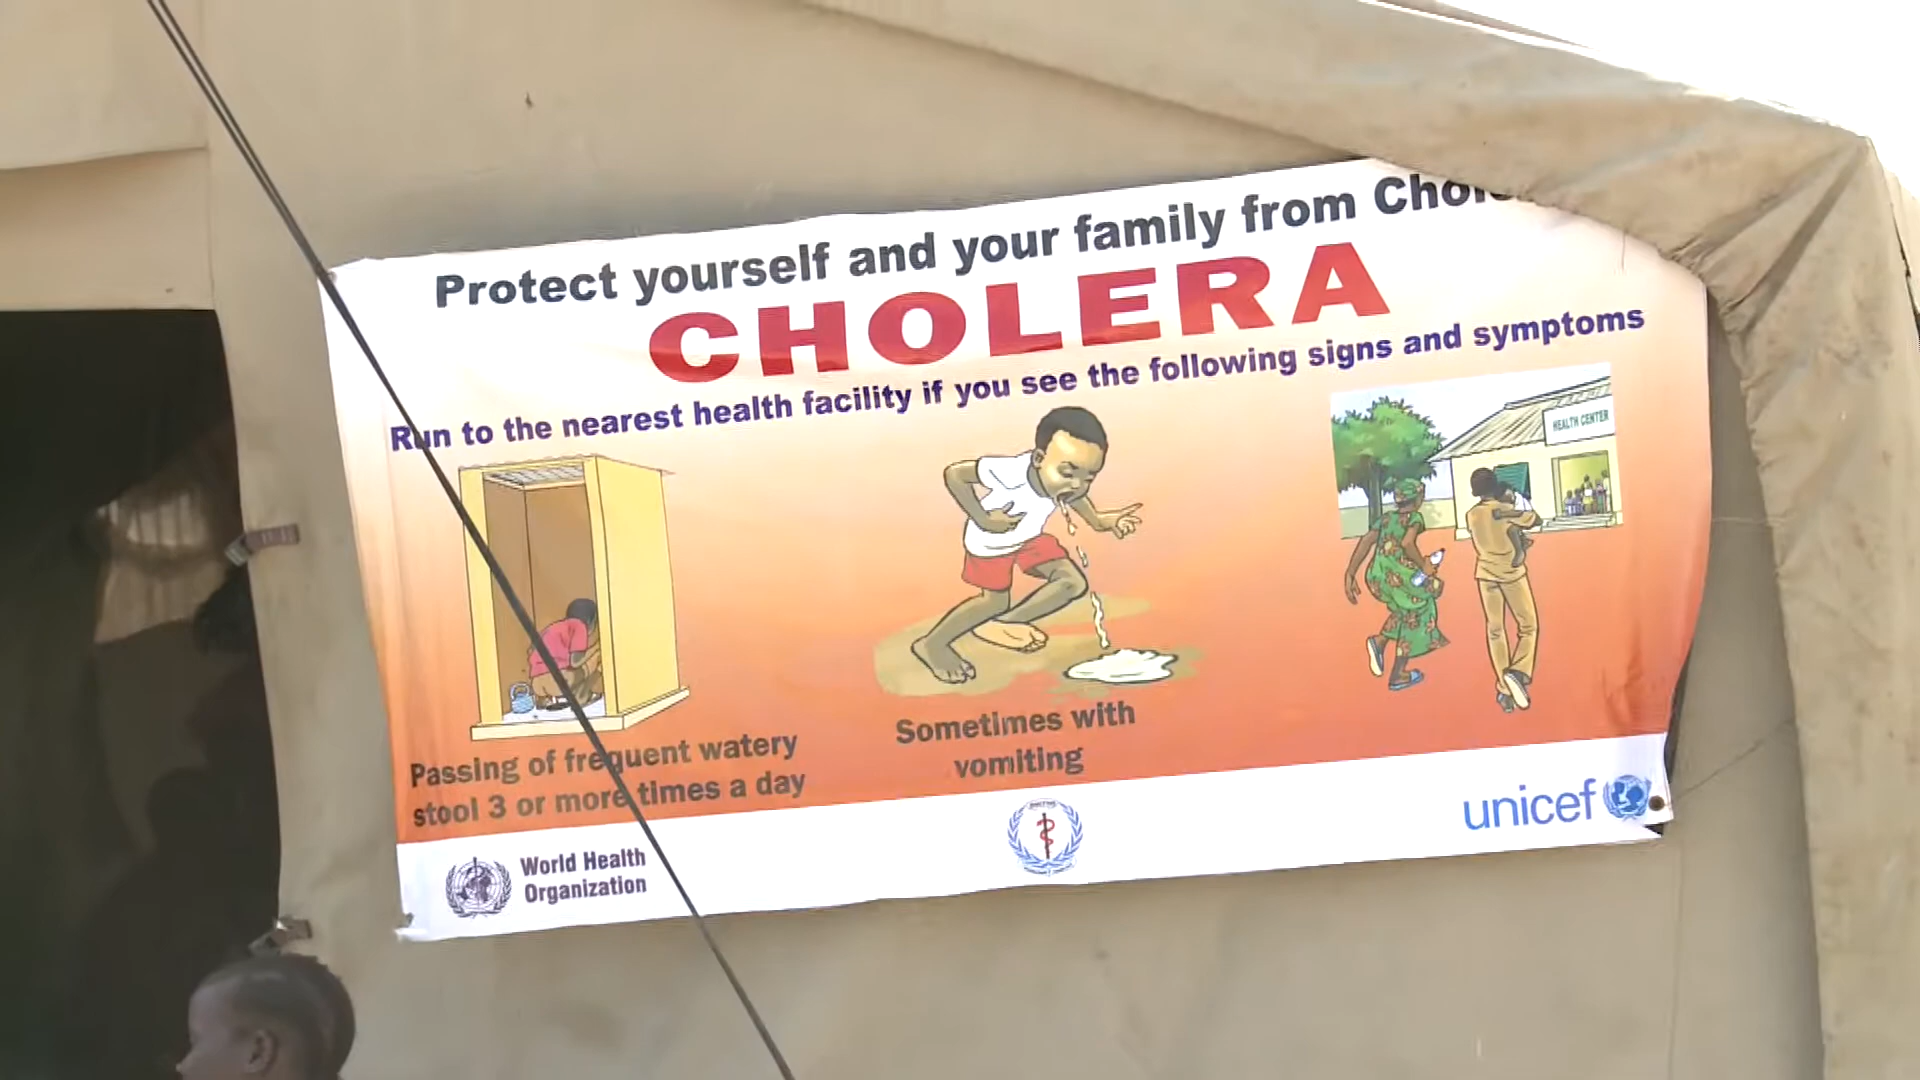 Protect yourself and your family from
CHOLERA
Run to the nearest health facility if you see the following signs and symptoms
HEALTH CENTER
Passing of frequent watery
stool 3 or more times a day
Sometimes with
vomiting
World Health
Organization
unicef